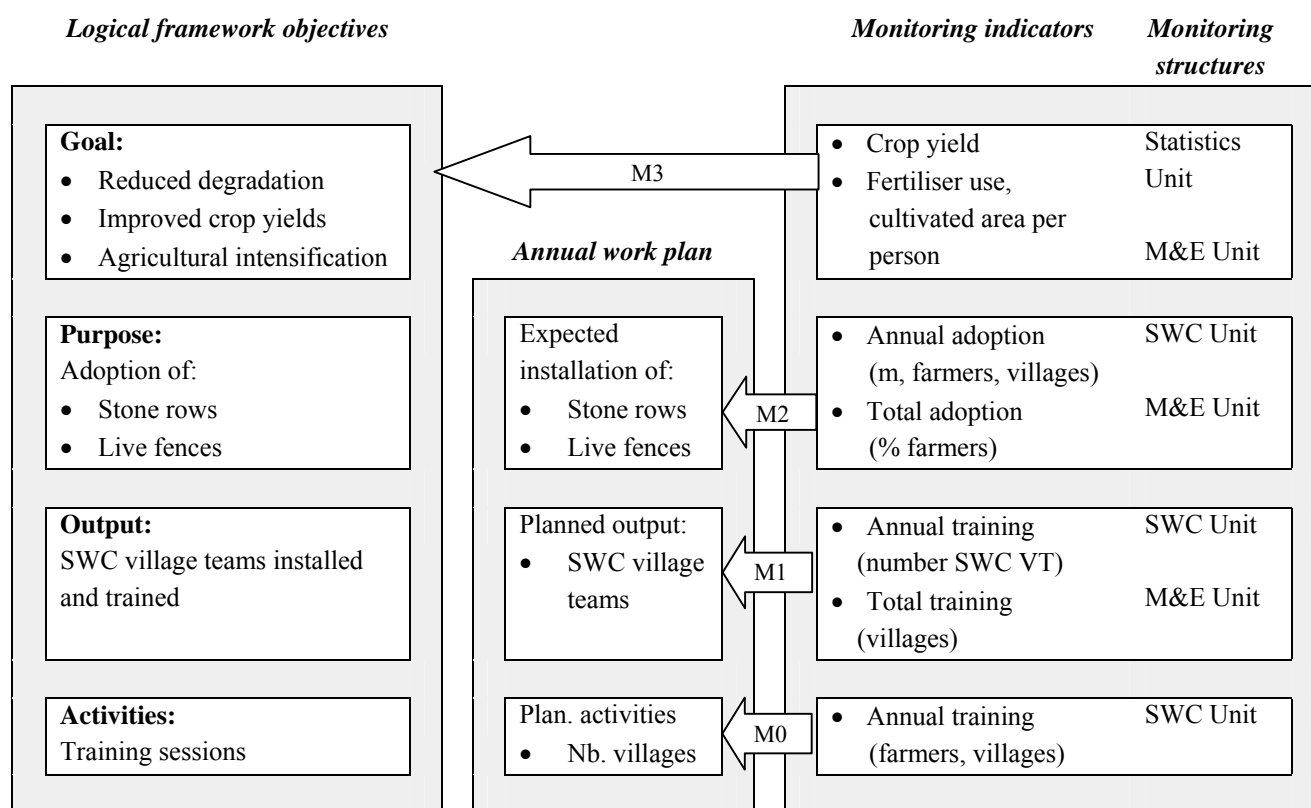 Logical framework objectives
Monitoring indicators
Monitoring
structures
Goal:
• Reduced degradation
• Improved crop yields
• Agricultural intensification
M3
• Crop yield
• Fertiliser use,
cultivated area per
person
Statistics
Unit
M&E Unit
Annual work plan
Purpose:
Adoption of:
• Stone rows
• Live fences
Expected
installation of:
• Stone rows
• Live fences
M2
• Annual adoption
(m, farmers, villages)
• Total adoption
(% farmers)
SWC Unit
M&E Unit
Output:
SWC village teams installed
and trained
Planned output:
• SWC village
teams
M1
• Annual training
(number SWC VT)
• Total training
(villages)
SWC Unit
M&E Unit
Activities:
Training sessions
Plan. activities
• Nb. villages
M0
• Annual training
(farmers, villages)
SWC Unit